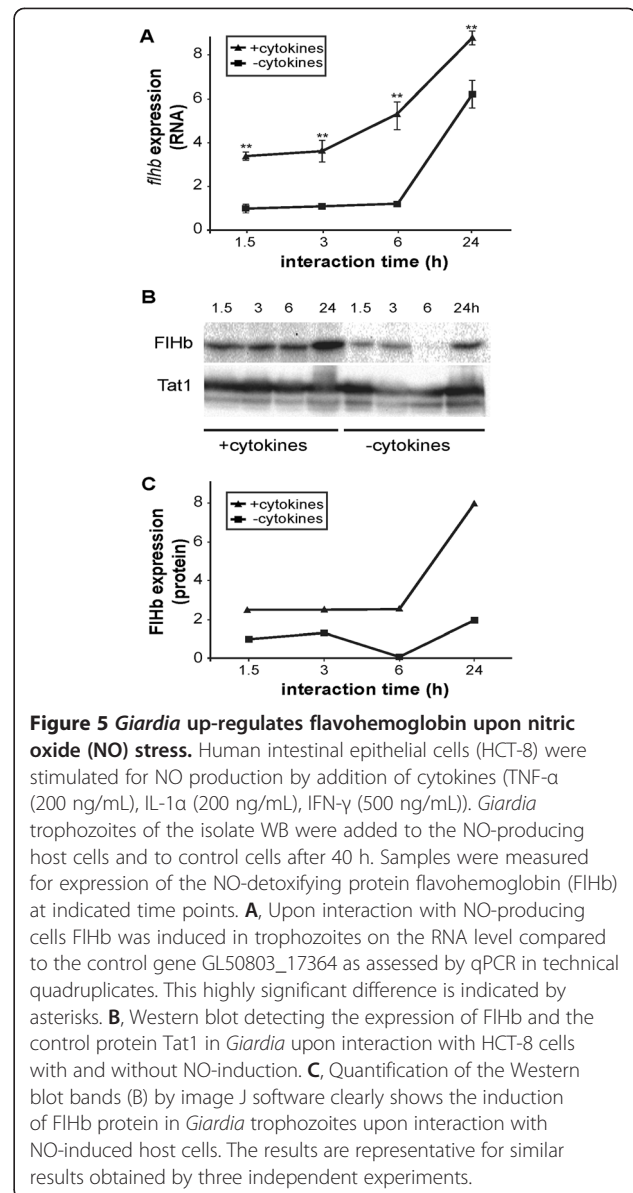 A
+cytokines
-cytokines
flhb expression
(RNA)
8
6
4
2
0
**
**
**
**
1.5 3 6 24
interaction time (h)
B
1.5 3 6 24 1.5 3 6 24h
FlHb
Tat1
+cytokines -cytokines
C
+cytokines
-cytokines
FlHb expression
(protein)
8
6
4
2
0
1.5 3 6 24
interaction time (h)
Figure 5 Giardia up-regulates flavohemoglobin upon nitric
oxide (NO) stress. Human intestinal epithelial cells (HCT-8) were
stimulated for NO production by addition of cytokines (TNF-α
(200 ng/mL), IL-1α (200 ng/mL), IFN-γ (500 ng/mL)). Giardia
trophozoites of the isolate WB were added to the NO-producing
host cells and to control cells after 40 h. Samples were measured
for expression of the NO-detoxifying protein flavohemoglobin (FlHb)
at indicated time points. A, Upon interaction with NO-producing
cells FlHb was induced in trophozoites on the RNA level compared
to the control gene GL50803_17364 as assessed by qPCR in technical
quadruplicates. This highly significant difference is indicated by
asterisks. B, Western blot detecting the expression of FlHb and the
control protein Tat1 in Giardia upon interaction with HCT-8 cells
with and without NO-induction. C, Quantification of the Western
blot bands (B) by image J software clearly shows the induction
of FlHb protein in Giardia trophozoites upon interaction with
NO-induced host cells. The results are representative for similar
results obtained by three independent experiments.